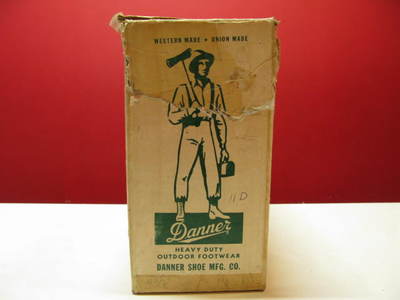 WESTERN MADE • UNION MADE
11D
Danner
HEAVY DUTY
OUTDOOR FOOTWEAR
DANNER SHOE MFG. CO.